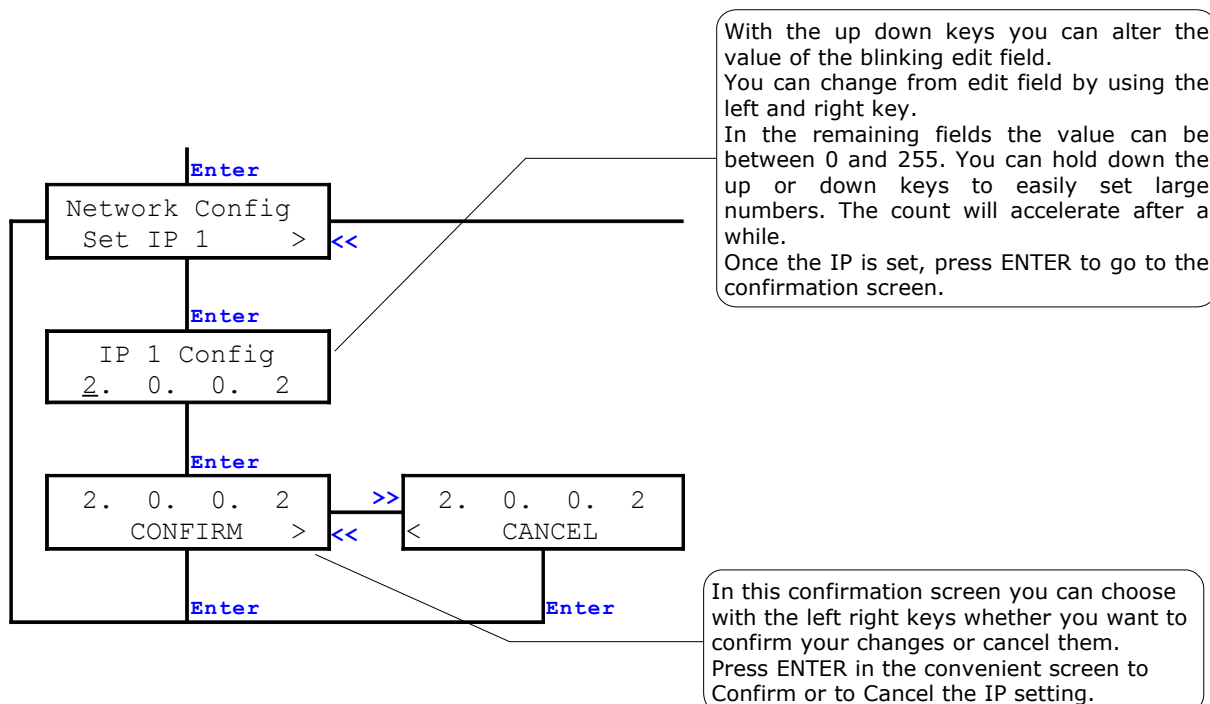 With the up down keys you can alter the
value of the blinking edit field.
You can change from edit field by using the
left and right key.
In the remaining fields the value can be
between 0 and 255. You can hold down the
up or down keys to easily set large
numbers. The count will accelerate after a
while.
Once the IP is set, press ENTER to go to the
confirmation screen.
Enter
Network Config
Set IP 1 >
<<
Enter
IP 1 Config
2. 0. 0. 2
Enter
2. 0. 0. 2
CONFIRM >
>>
<<
2. 0. 0. 2
< CANCEL
Enter
Enter
In this confirmation screen you can choose
with the left right keys whether you want to
confirm your changes or cancel them.
Press ENTER in the convenient screen to
Confirm or to Cancel the IP setting.